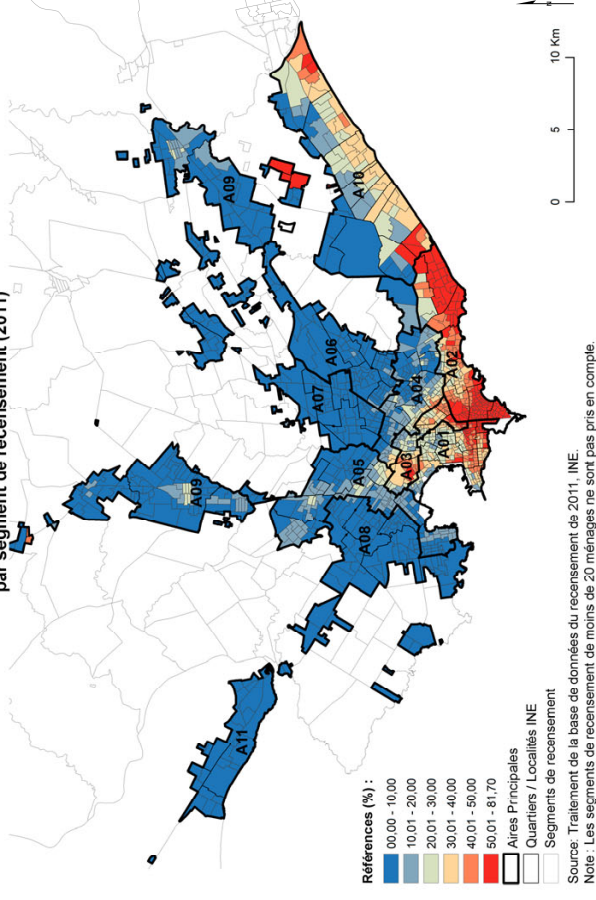 par segment de recensement (2011)
N
10 Km
5
0
A09
A09
A10
A06
A07
A04
A02
A05
A03
A01
A08
A11
Références (%) :
00,00 - 10,00
10,01 - 20,00
20,01 - 30,00
30,01 - 40,00
40,01 - 50,00
50,01 - 81,70
Aires Principales
Quartiers / Localités INE
Segments de recensement
Source: Traitement de la base de données du recensement de 2011, INE.
Note : Les segments de recensement de moins de 20 ménages ne sont pas pris en comple.